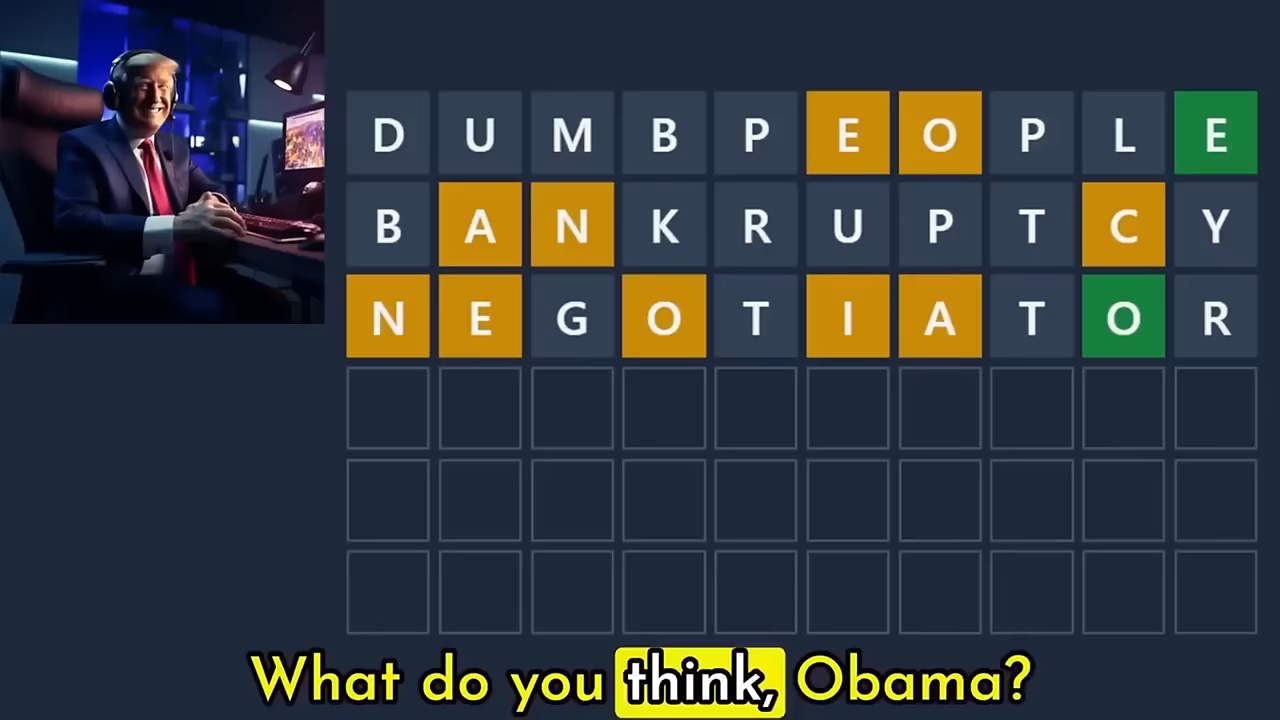 DUMBPEOPLE
BANKRUPTCY
NEGOTIATOR
What do you think, Obama?